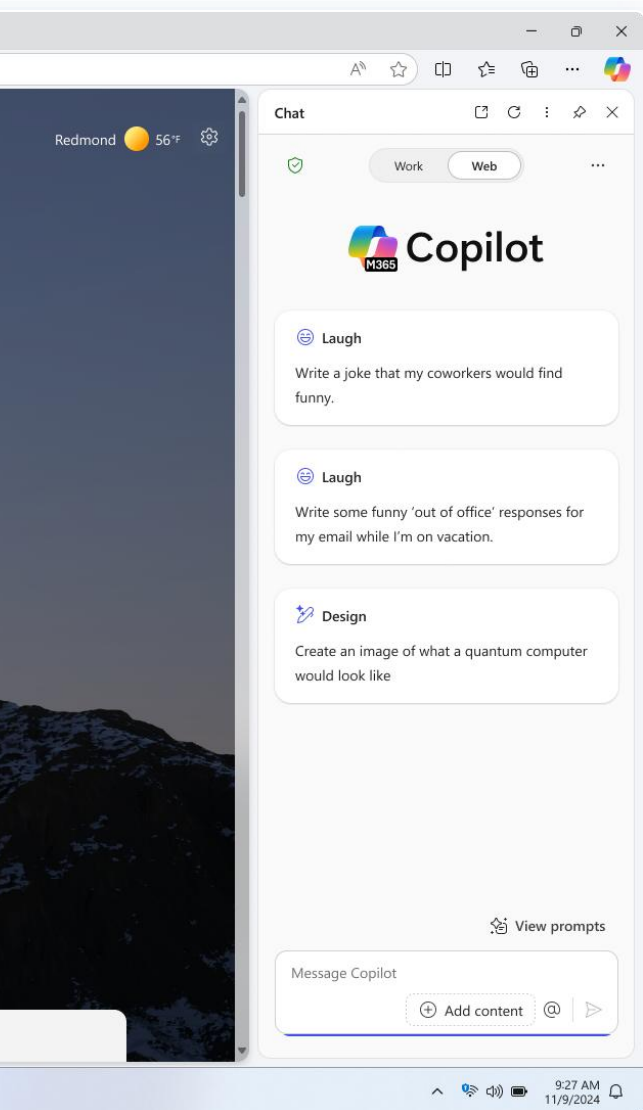 Chat
Redmond 56°F
Work Web
M365 Copilot
Laugh
Write a joke that my coworkers would find
funny.
Laugh
Write some funny ‘out of office’ responses for
my email while I’m on vacation.
Design
Create an image of what a quantum computer
would look like
View prompts
Message Copilot
Add content
9:27 AM
11/9/2024